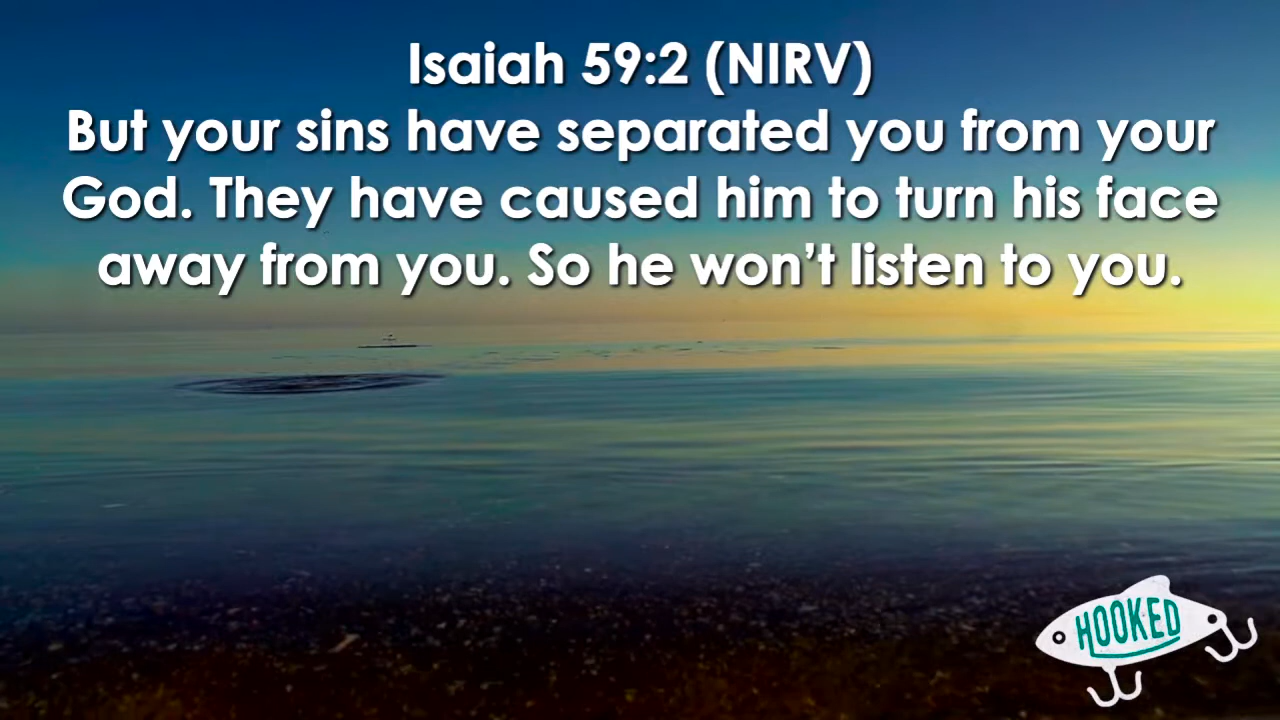 Isaiah 59:2 (NIRV)
But your sins have separated you from your
God. They have caused him to turn his face
away from you. So he won’t listen to you.
HOOKED